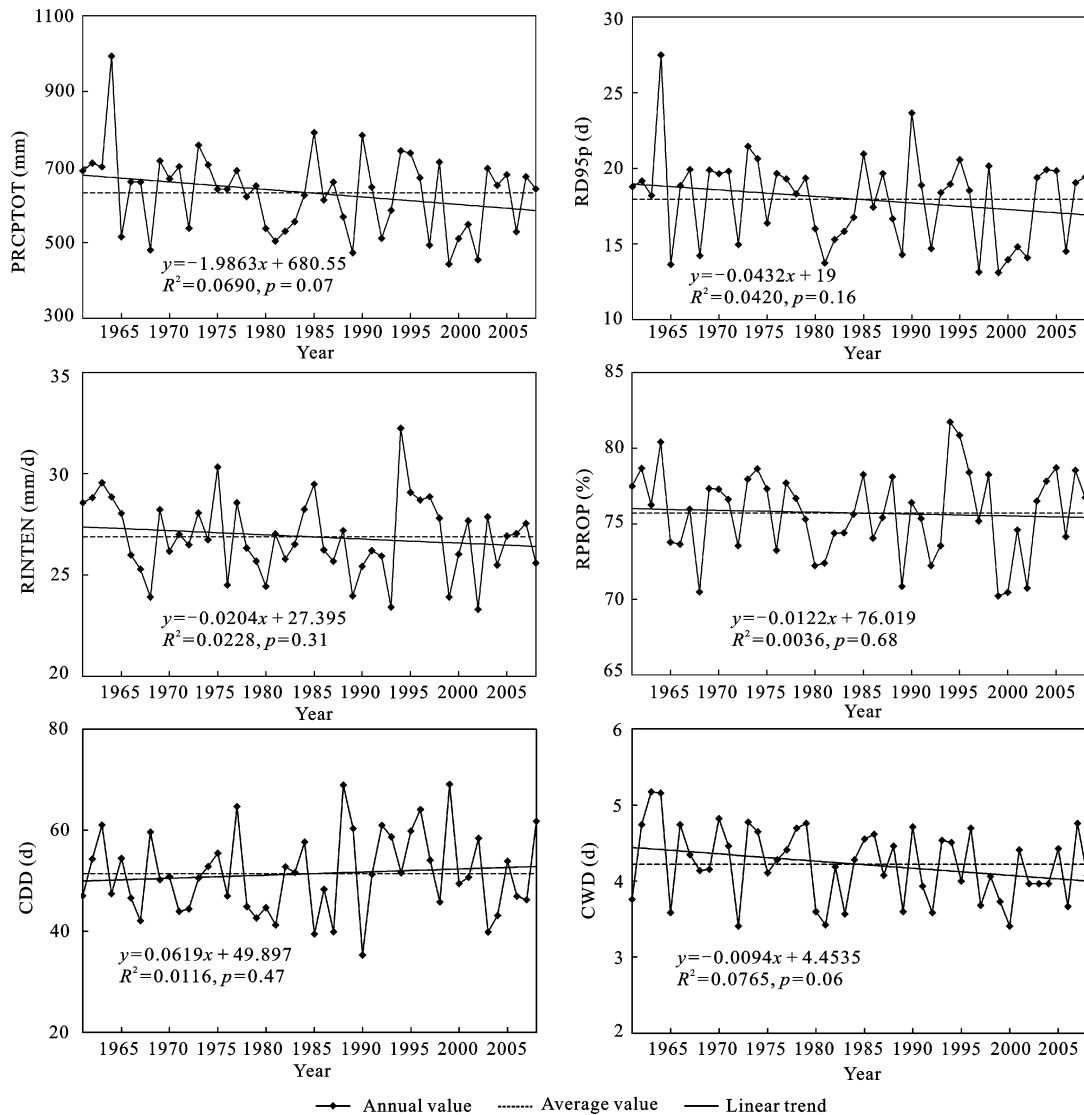 1100
900
700
500
300
PRCPTOT (mm)
y=−1.9863x + 680.55
R²=0.0690, p = 0.07
1965 1970 1975 1980 1985 1990 1995 2000 2005
Year
30
25
20
15
10
RD95p (d)
y=−0.0432x + 19
R²=0.0420, p=0.16
1965 1970 1975 1980 1985 1990 1995 2000 2005
Year
35
30
25
20
RINTEN (mm/d)
y=−0.0204x + 27.395
R²=0.0228, p=0.31
1965 1970 1975 1980 1985 1990 1995 2000 2005
Year
85
80
75
70
65
RPROP (%)
y=−0.0122x + 76.019
R²=0.0036, p=0.68
1965 1970 1975 1980 1985 1990 1995 2000 2005
Year
80
60
40
20
CDD (d)
y=0.0619x + 49.897
R²=0.0116, p=0.47
1965 1970 1975 1980 1985 1990 1995 2000 2005
Year
6
5
4
3
2
CWD (d)
y=−0.0094x + 4.4535
R²=0.0765, p=0.06
1965 1970 1975 1980 1985 1990 1995 2000 2005
Year
Annual value Average value Linear trend